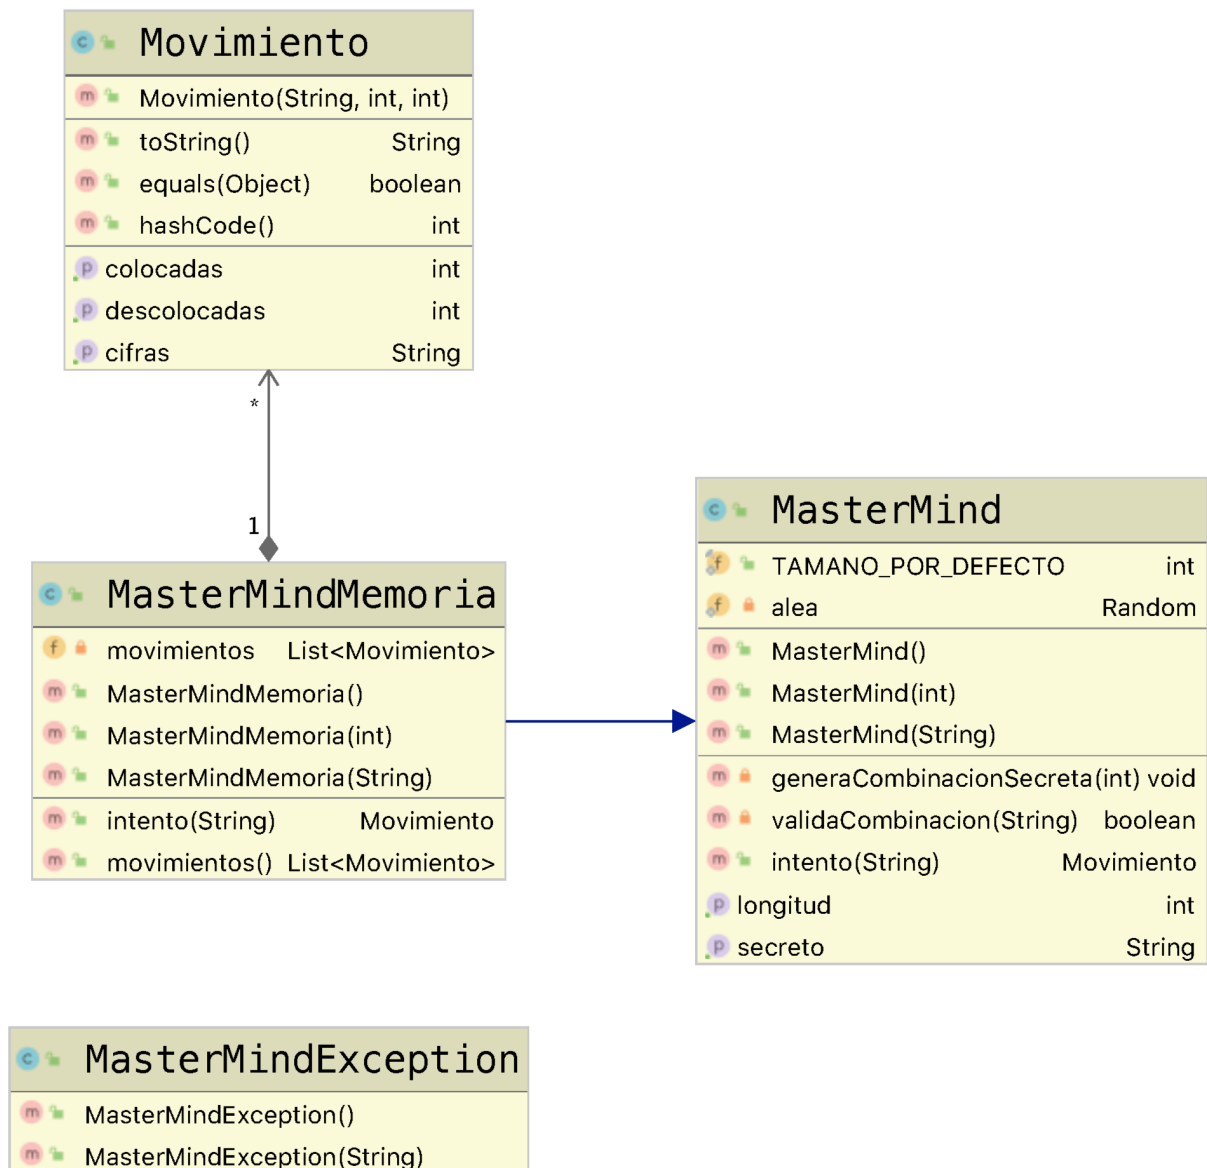 Movimiento
Movimiento(String, int, int)
toString() String
equals(Object) boolean
hashCode() int
colocadas int
descolocadas int
cifras String
*
1
MasterMindMemoria
movimientos List<Movimiento>
MasterMindMemoria()
MasterMindMemoria(int)
MasterMindMemoria(String)
intento(String) Movimiento
movimientos() List<Movimiento>
MasterMind
TAMANO_POR_DEFECTO int
alea Random
MasterMind()
MasterMind(int)
MasterMind(String)
generaCombinacionSecreta(int) void
validaCombinacion(String) boolean
intento(String) Movimiento
longitud int
secreto String
MasterMindException
MasterMindException()
MasterMindException(String)